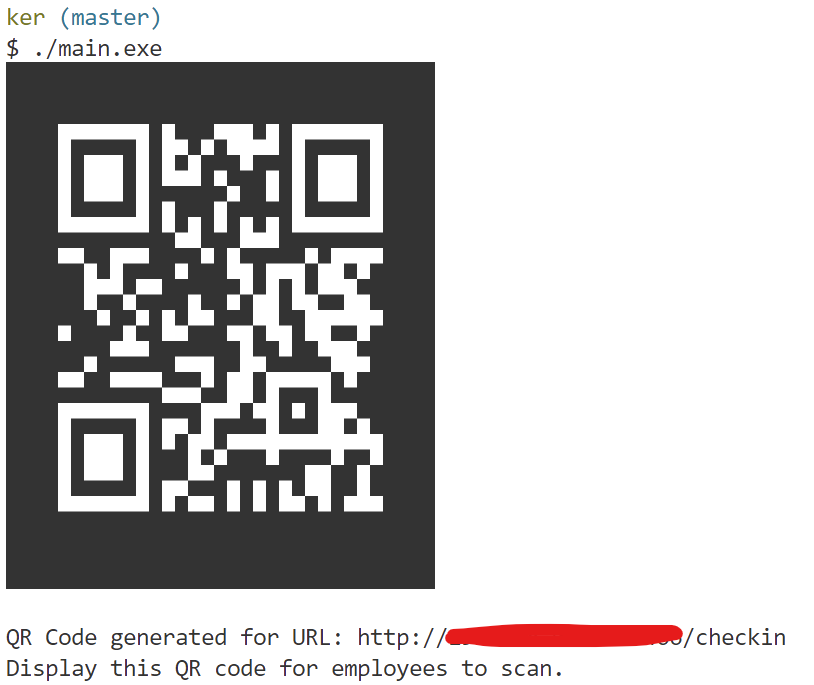 ker (master)
$ ./main.exe
QR Code generated for URL: http:///checkin
Display this QR code for employees to scan.